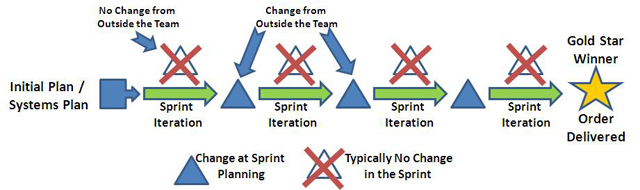 No Change from
Outside the Team
Change from
Outside the Team
Gold Star
Winner
Initial Plan /
Systems Plan
Sprint
Iteration
Sprint
Iteration
Sprint
Iteration
Sprint
Iteration
Order
Delivered
Change at Sprint
Planning
Typically No Change
in the Sprint